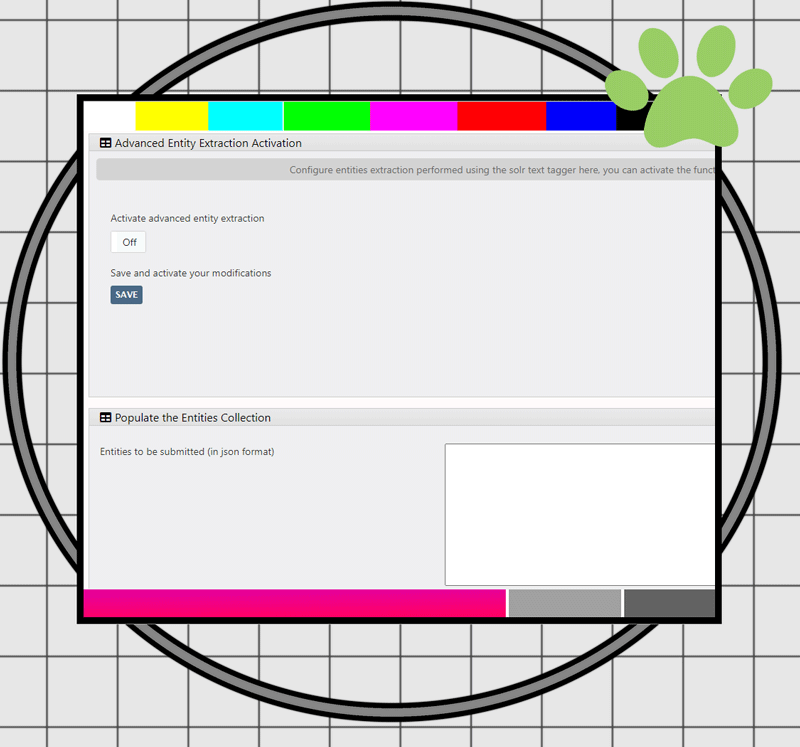 Advanced Entity Extraction Activation
Configure entities extraction performed using the solr text tagger here, you can activate the funct
Activate advanced entity extraction
Off
Save and activate your modifications
SAVE
Populate the Entities Collection
Entities to be submitted (in json format)